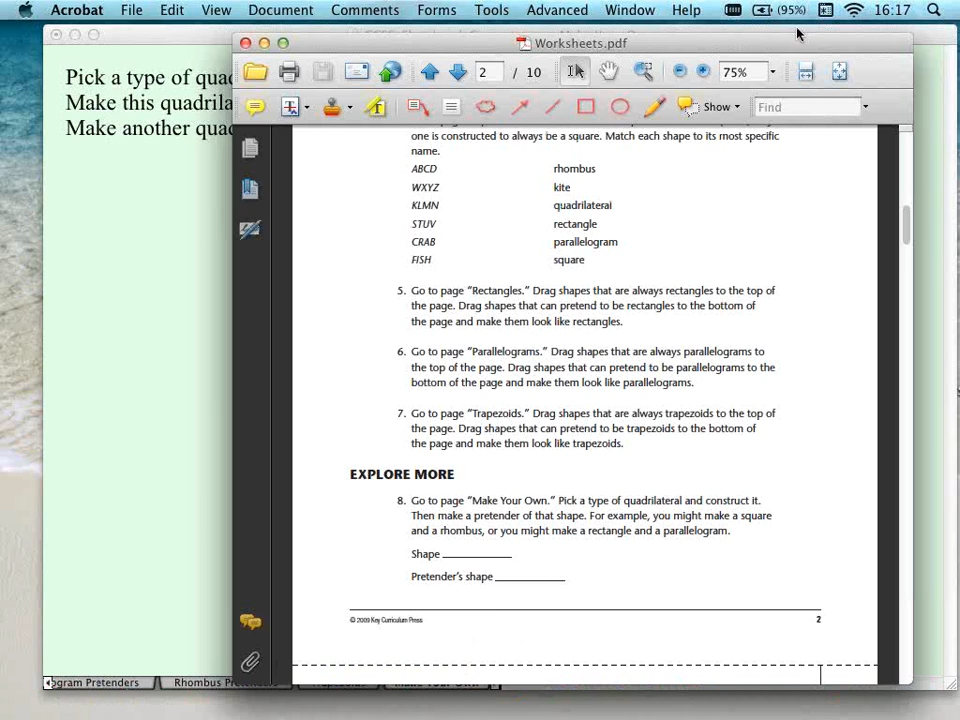 Acrobat File Edit View Document Comments Forms Tools Advanced Window Help (95%) 16:17
Worksheets.pdf
2 / 10 75%
Show Find
Pick a type of quad
Make this quadrila
Make another quad
one is constructed to always be a square. Match each shape to its most specific
name.
ABCD rhombus
WXYZ kite
KLMN quadrilateral
STUV rectangle
CRAB parallelogram
FISH square
5. Go to page “Rectangles.” Drag shapes that are always rectangles to the top of
the page. Drag shapes that can pretend to be rectangles to the bottom of
the page and make them look like rectangles.
6. Go to page “Parallelograms.” Drag shapes that are always parallelograms to
the top of the page. Drag shapes that can pretend to be parallelograms to the
bottom of the page and make them look like parallelograms.
7. Go to page “Trapezoids.” Drag shapes that are always trapezoids to the top of
the page. Drag shapes that can pretend to be trapezoids to the bottom of
the page and make them look like trapezoids.
EXPLORE MORE
8. Go to page “Make Your Own.” Pick a type of quadrilateral and construct it.
Then make a pretender of that shape. For example, you might make a square
and a rhombus, or you might make a rectangle and a parallelogram.
Shape
Pretender’s shape
© 2009 Key Curriculum Press 2
ogram Pretenders Rhombus